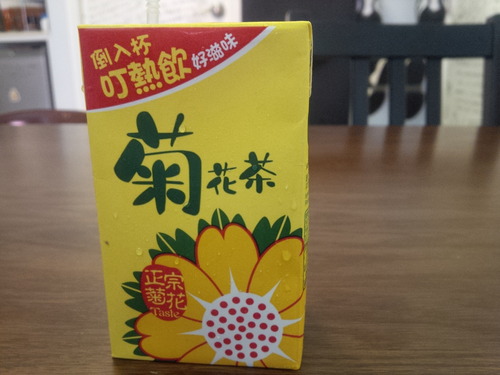 倒入杯
叮熱飲 好滋味
菊花茶
正宗
菊花
Taste